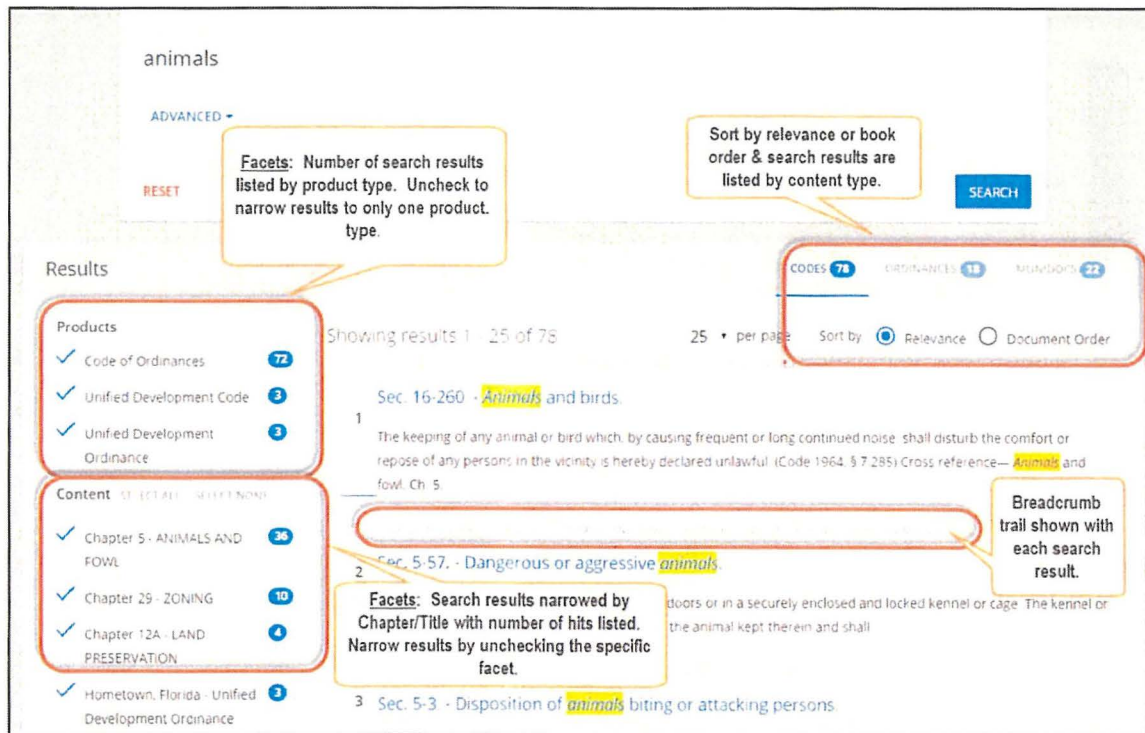 animals
ADVANCED
Facets: Number of search results
listed by product type. Uncheck to
narrow results to only one product.
type.
Sort by relevance or book
order & search results are
listed by content type.
RESET
SEARCH
Results
CODES 78
ORDINANCES 18
MUNIDOCS 22
Products
Code of Ordinances 72
Unified Development Code 3
Unified Development
Ordinance 3
Showing results 1 - 25 of 78
25 per page
Sort by Relevance Document Order
1 Sec. 16-260 - Animals and birds.
The keeping of any animal or bird which, by causing frequent or long continued noise, shall disturb the comfort or
repose of any persons in the vicinity is hereby declared unlawful. (Code 1964, § 7.285) Cross reference— Animals and
fowl, Ch. 5.
Content SELECT ALL SELECT NONE
Chapter 5 - ANIMALS AND
FOWL 36
Chapter 29 - ZONING 10
Chapter 12A - LAND
PRESERVATION 4
Hometown, Florida - Unified
Development Ordinance 3
Breadcrumb
trail shown with
each search
result.
2 Sec. 5-57. - Dangerous or aggressive animals.
doors or in a securely enclosed and locked kennel or cage. The kennel or
the animal kept therein and shall
Facets: Search results narrowed by
Chapter/Title with number of hits listed.
Narrow results by unchecking the specific
facet.
3 Sec. 5-3 - Disposition of animals biting or attacking persons.